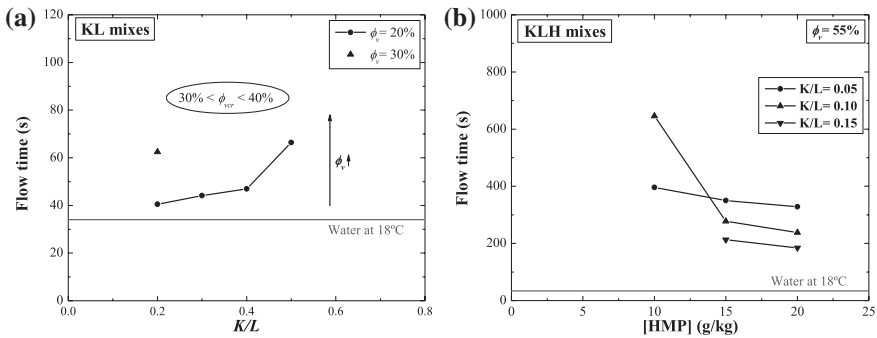 (a)
KL mixes
ϕv = 20%
ϕv = 30%
30% < ϕvcr < 40%
ϕv
Water at 18ºC
Flow time (s)
120
100
80
60
40
20
0
0.0 0.2 0.4 0.6 0.8
K/L
(b)
KLH mixes
ϕv = 55%
K/L= 0.05
K/L= 0.10
K/L= 0.15
Water at 18ºC
Flow time (s)
1000
800
600
400
200
0
0 5 10 15 20 25
[HMP] (g/kg)